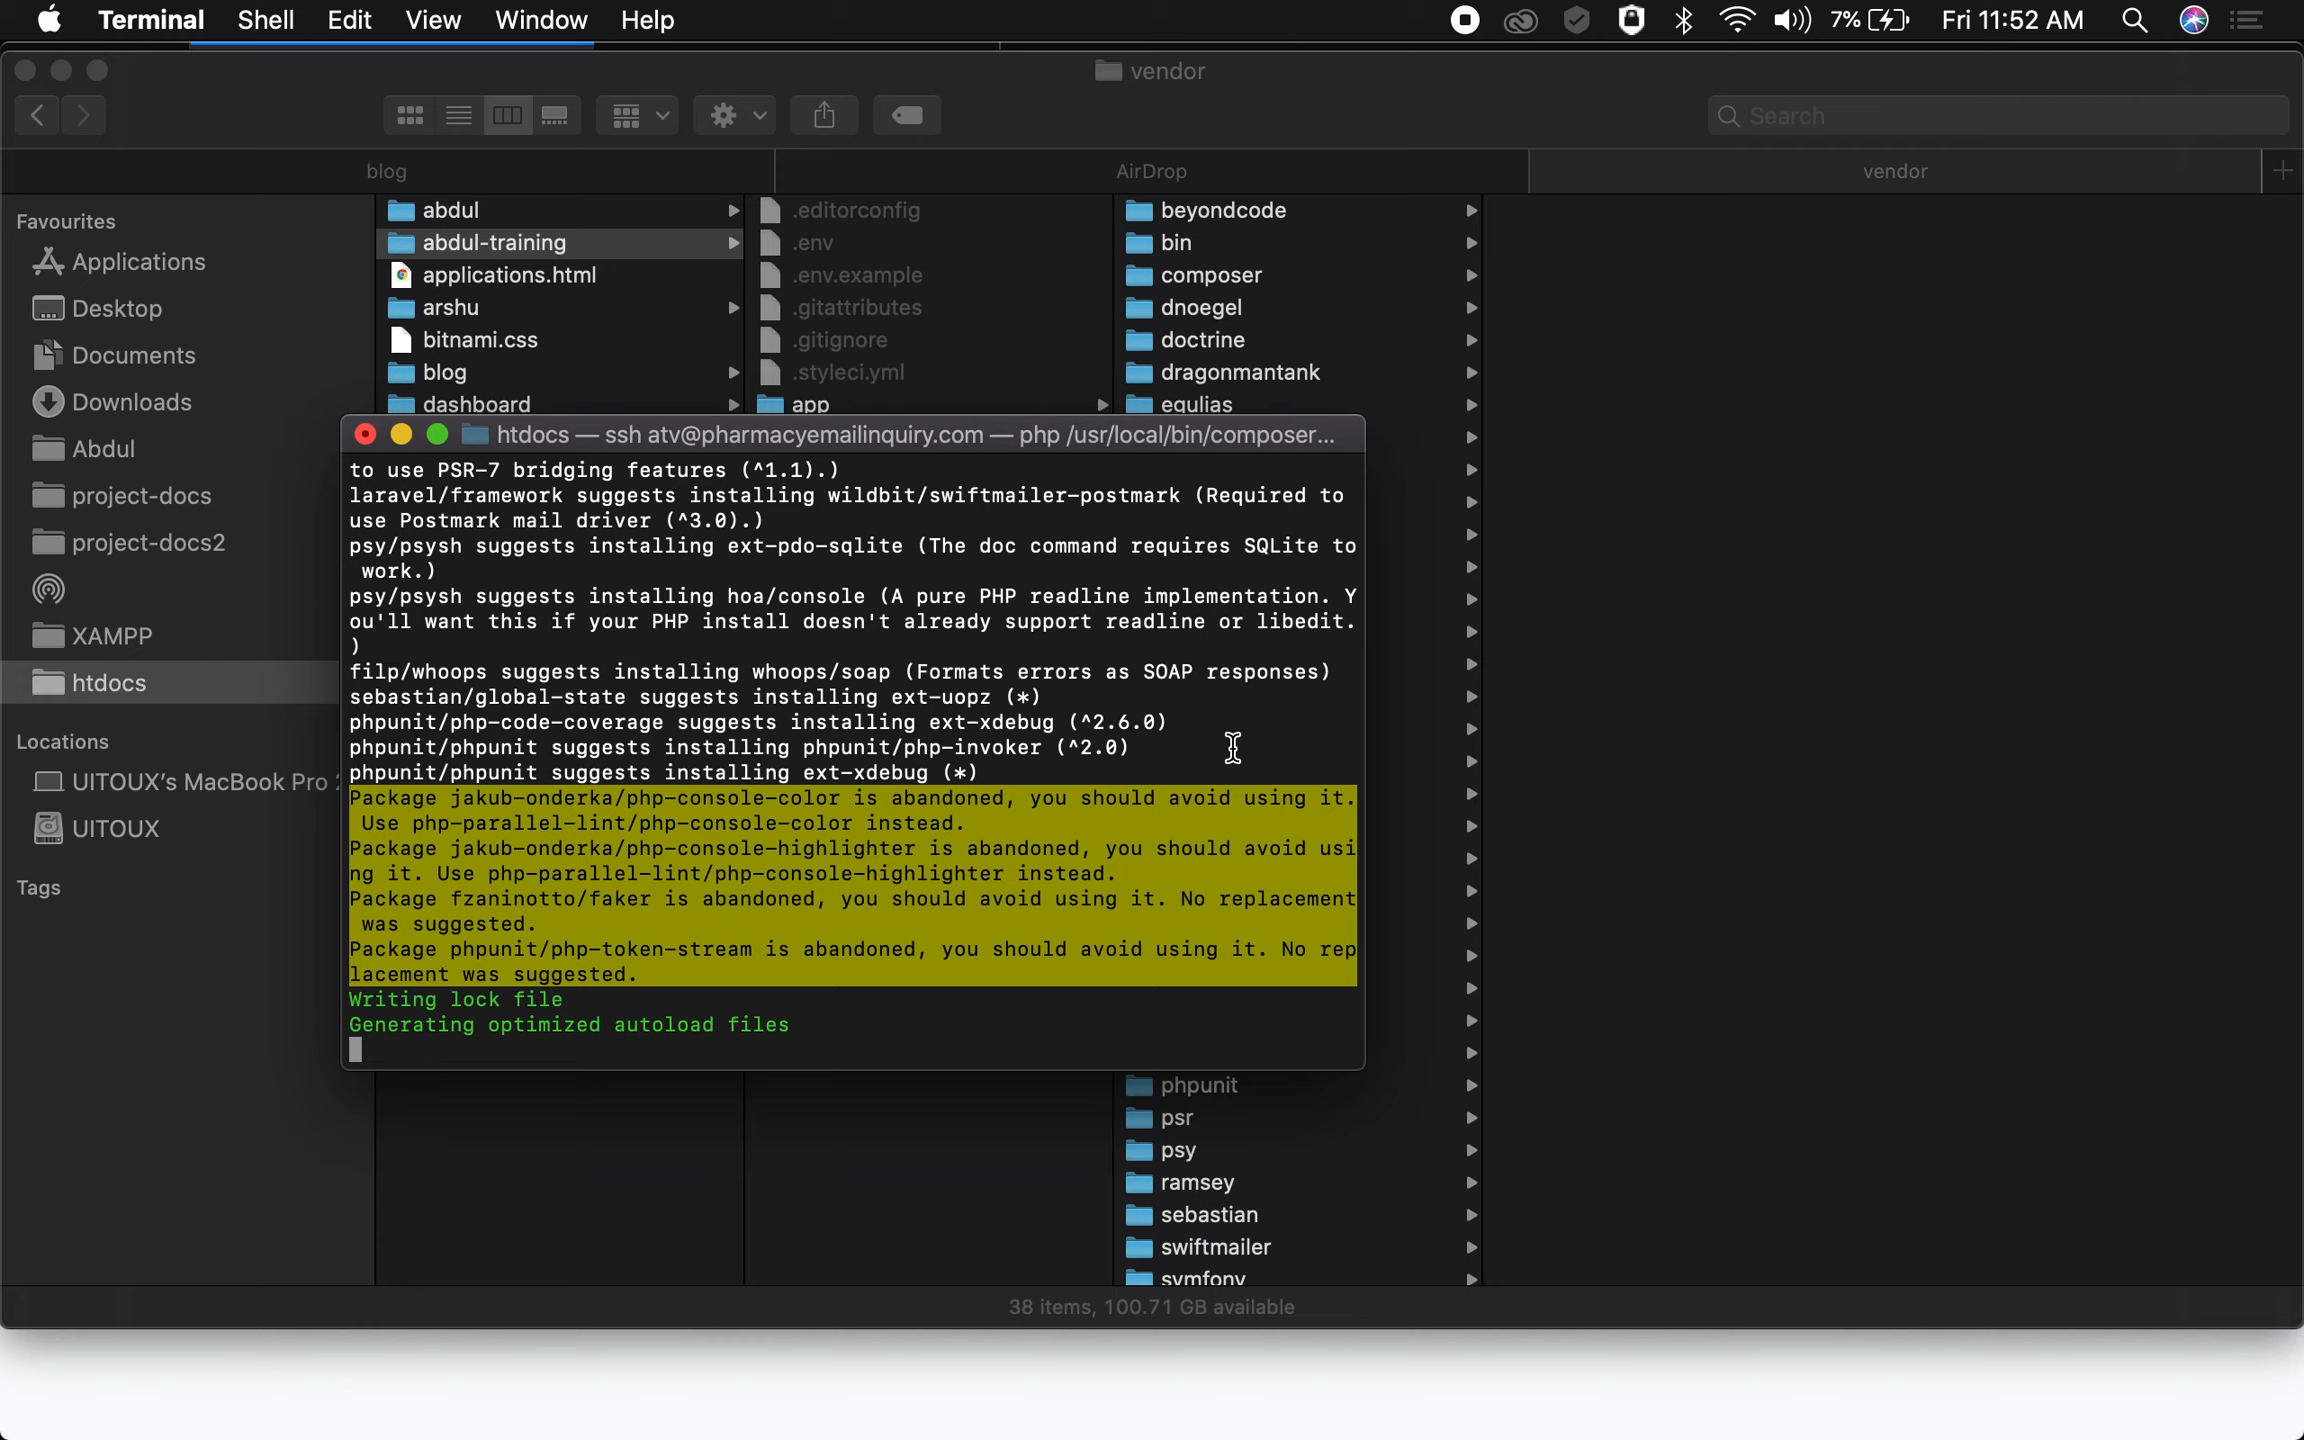 Terminal Shell Edit View Window Help
7% Fri 11:52 AM
vendor
Search
blog AirDrop vendor
Favourites
Applications
Desktop
Documents
Downloads
Abdul
project-docs
project-docs2
XAMPP
htdocs
Locations
UITOUX’s MacBook Pro
UITOUX
Tags
abdul
abdul-training
applications.html
arshu
bitnami.css
blog
dashboard
.editorconfig
.env
.env.example
.gitattributes
.gitignore
.styleci.yml
app
beyondcode
bin
composer
dnoegel
doctrine
dragonmantank
egulias
htdocs — ssh atv@pharmacyemailinquiry.com — php /usr/local/bin/composer...
to use PSR-7 bridging features (^1.1).)
laravel/framework suggests installing wildbit/swiftmailer-postmark (Required to
use Postmark mail driver (^3.0).)
psy/psysh suggests installing ext-pdo-sqlite (The doc command requires SQLite to
work.)
psy/psysh suggests installing hoa/console (A pure PHP readline implementation. Y
ou'll want this if your PHP install doesn't already support readline or libedit.
)
filp/whoops suggests installing whoops/soap (Formats errors as SOAP responses)
sebastian/global-state suggests installing ext-uopz (*)
phpunit/php-code-coverage suggests installing ext-xdebug (^2.6.0)
phpunit/phpunit suggests installing phpunit/php-invoker (^2.0)
phpunit/phpunit suggests installing ext-xdebug (*)
Package jakub-onderka/php-console-color is abandoned, you should avoid using it.
Use php-parallel-lint/php-console-color instead.
Package jakub-onderka/php-console-highlighter is abandoned, you should avoid usi
ng it. Use php-parallel-lint/php-console-highlighter instead.
Package fzaninotto/faker is abandoned, you should avoid using it. No replacement
was suggested.
Package phpunit/php-token-stream is abandoned, you should avoid using it. No rep
lacement was suggested.
Writing lock file
Generating optimized autoload files
phpunit
psr
psy
ramsey
sebastian
swiftmailer
symfony
38 items, 100.71 GB available